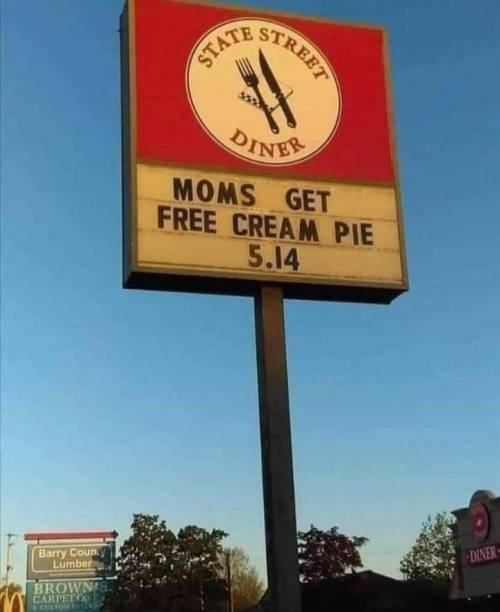 STATE STREET
DINER
MOMS GET
FREE CREAM PIE
5.14
Barry County
Lumber
BROWN'S
CARPET
DINER